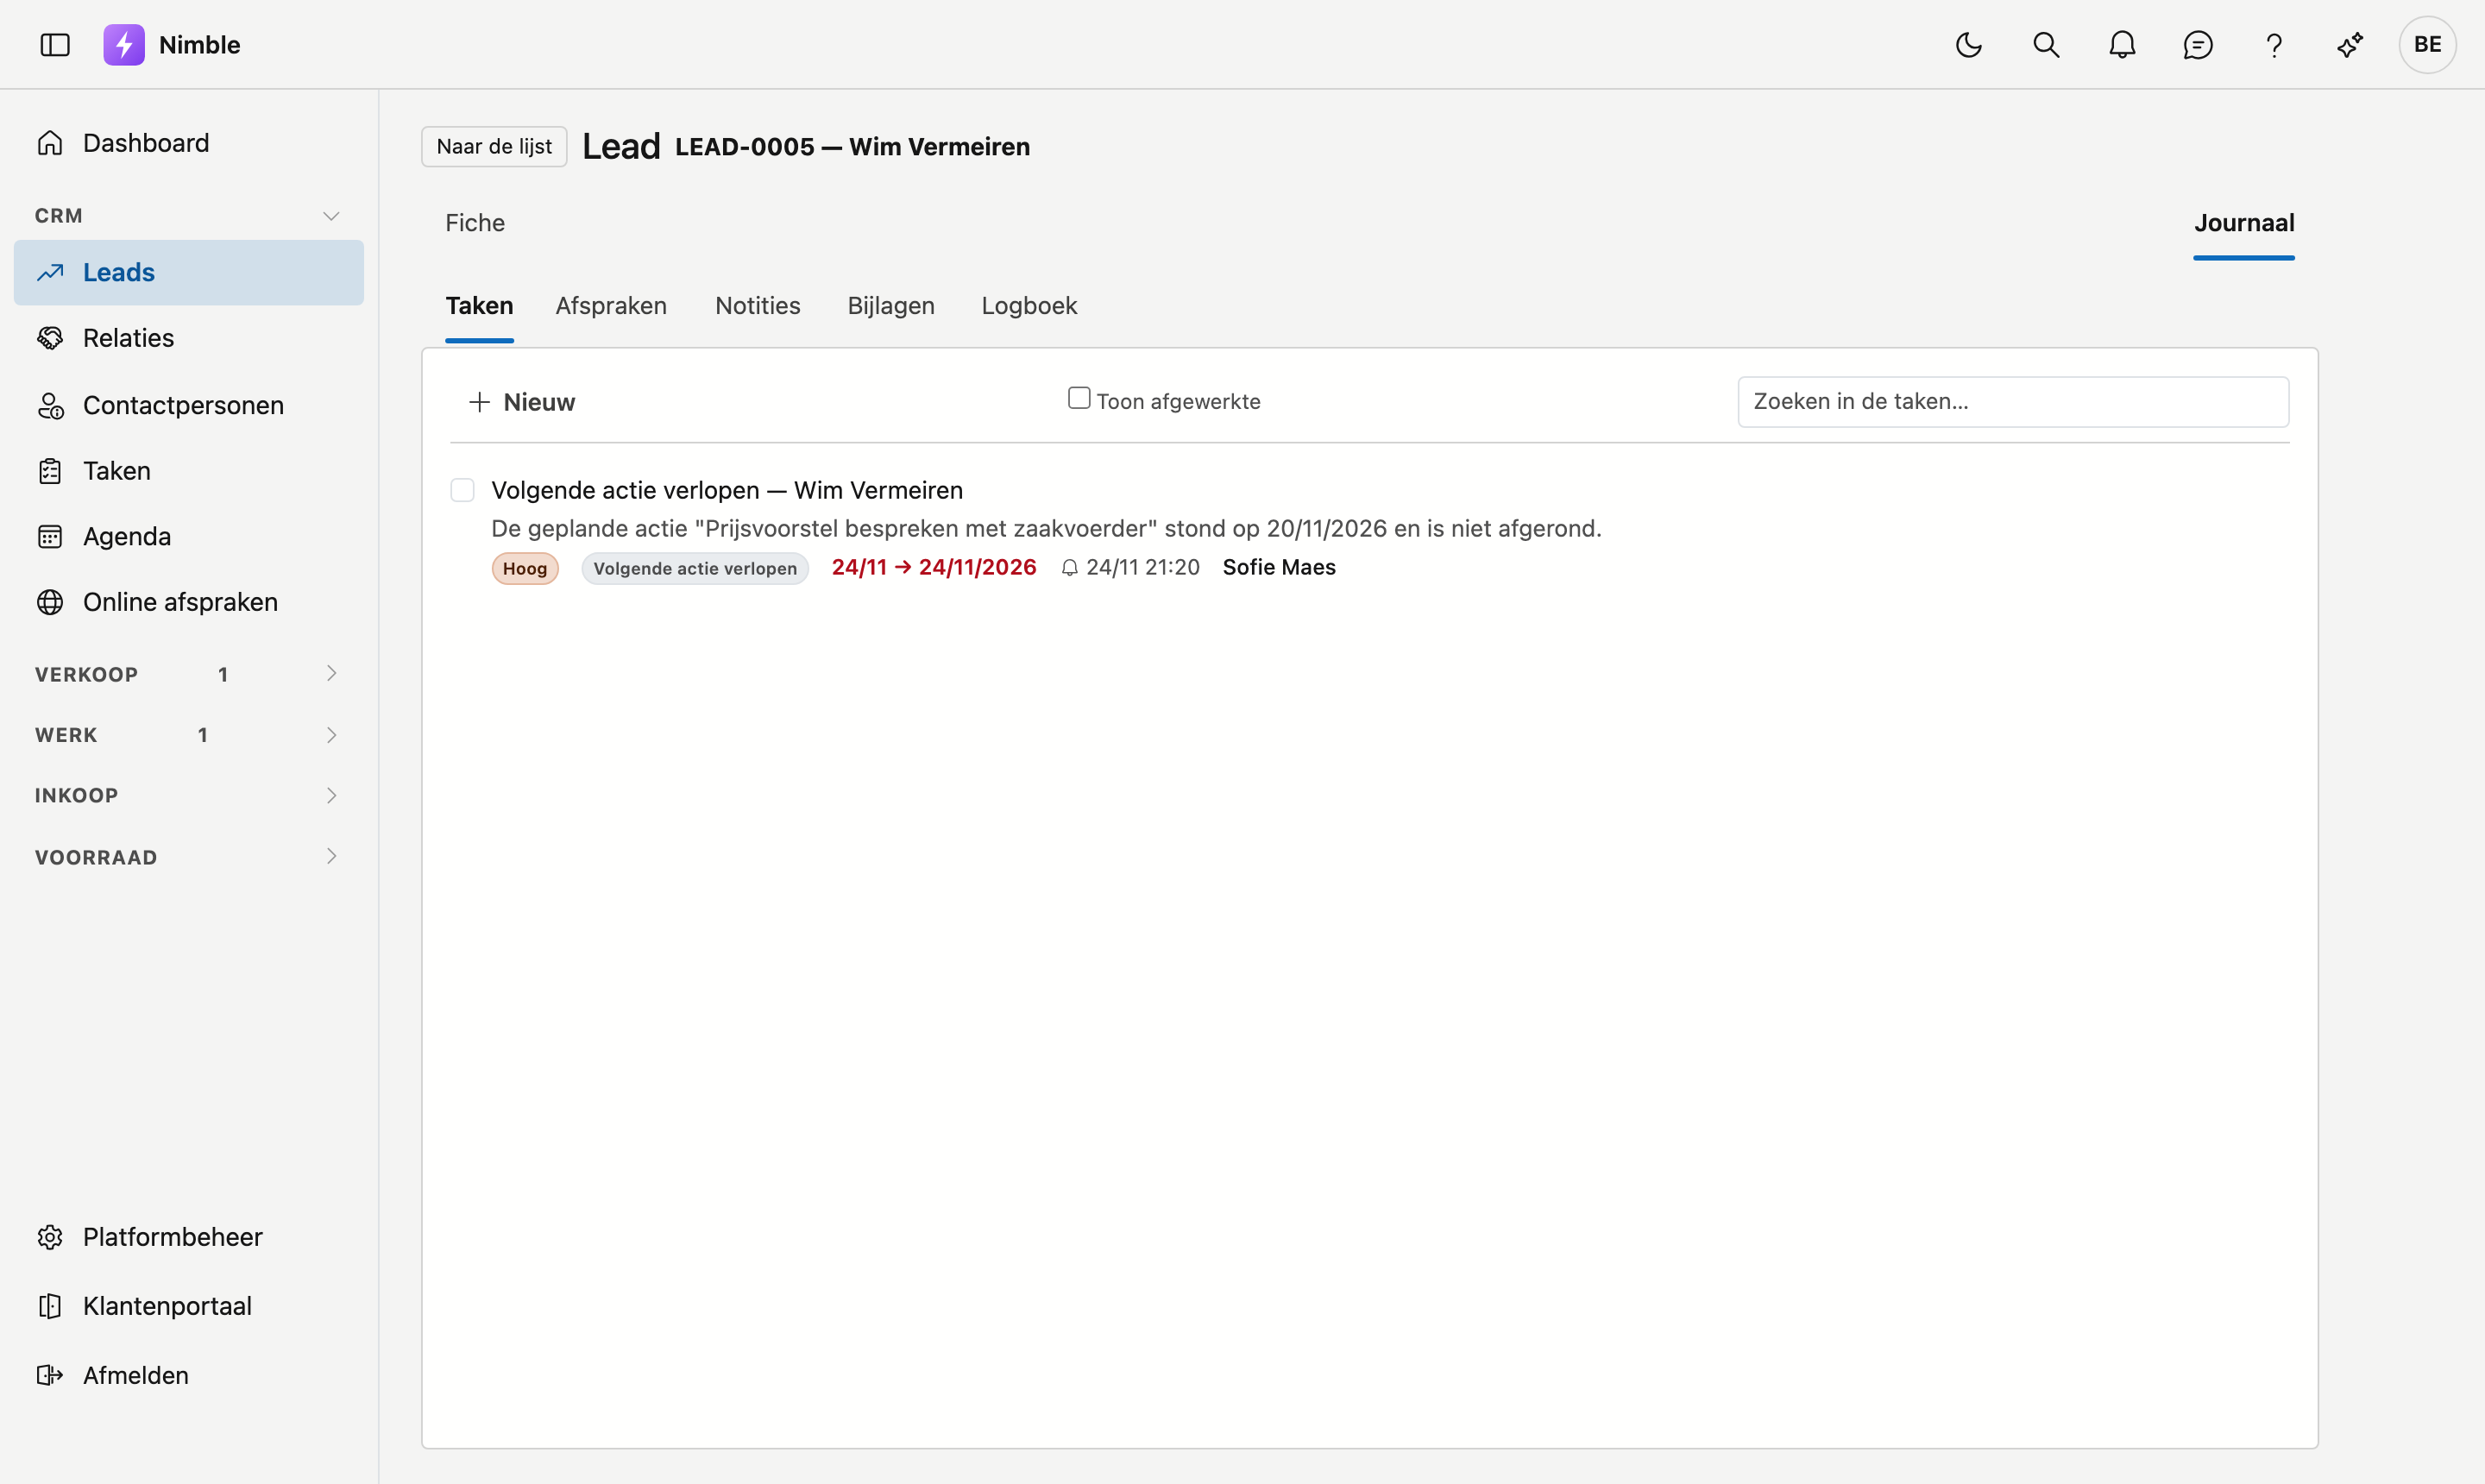 Nimble
BE
Dashboard
CRM
Leads
Relaties
Contactpersonen
Taken
Agenda
Online afspraken
VERKOOP 1
WERK 1
INKOOP
VOORRAAD
Platformbeheer
Klantenportaal
Afmelden
Naar de lijst Lead LEAD-0005 — Wim Vermeiren
Fiche Journaal
Taken Afspraken Notities Bijlagen Logboek
+ Nieuw Toon afgewerkte Zoeken in de taken...
Volgende actie verlopen — Wim Vermeiren
De geplande actie "Prijsvoorstel bespreken met zaakvoerder" stond op 20/11/2026 en is niet afgerond.
Hoog Volgende actie verlopen 24/11 → 24/11/2026 24/11 21:20 Sofie Maes